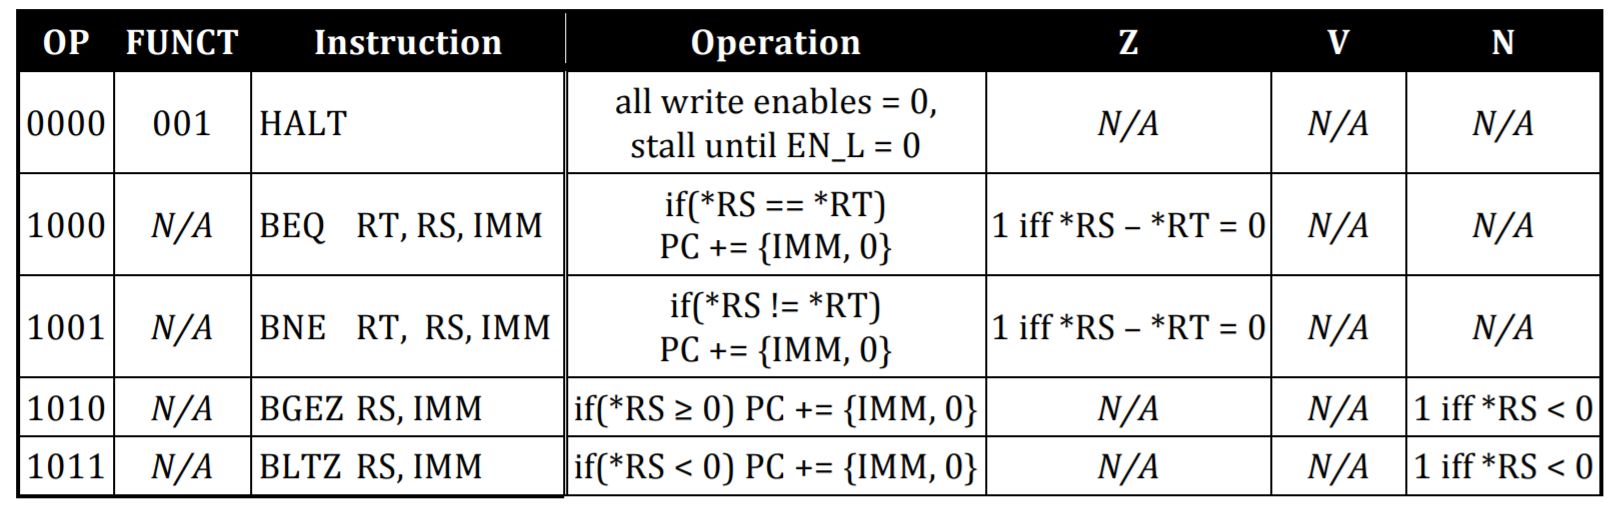 OP FUNCT Instruction Operation Z V N
0000 001 HALT all write enables = 0, stall until EN_L = 0 N/A N/A N/A
1000 N/A BEQ RT, RS, IMM if(*RS == *RT) PC += {IMM, 0} 1 iff *RS – *RT = 0 N/A N/A
1001 N/A BNE RT, RS, IMM if(*RS != *RT) PC += {IMM, 0} 1 iff *RS – *RT = 0 N/A N/A
1010 N/A BGEZ RS, IMM if(*RS ≥ 0) PC += {IMM, 0} N/A N/A 1 iff *RS < 0
1011 N/A BLTZ RS, IMM if(*RS < 0) PC += {IMM, 0} N/A N/A 1 iff *RS < 0